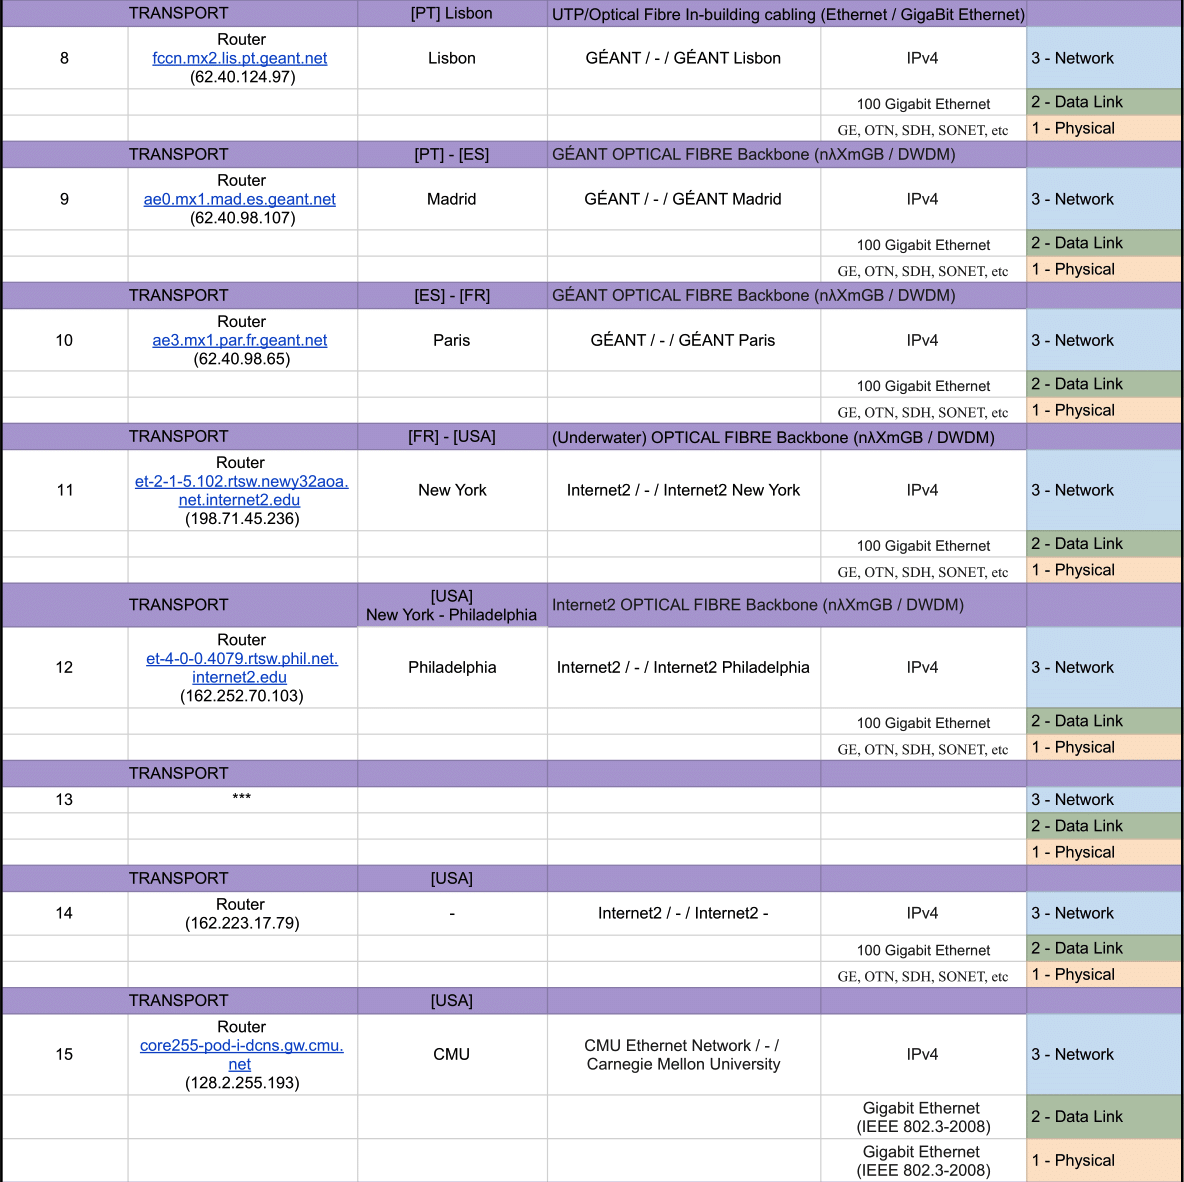 TRANSPORT [PT] Lisbon UTP/Optical Fibre In-building cabling (Ethernet / GigaBit Ethernet)
8 Router fccn.mx2.lis.pt.geant.net (62.40.124.97) Lisbon GÉANT / - / GÉANT Lisbon IPv4 3 - Network
100 Gigabit Ethernet 2 - Data Link
GE, OTN, SDH, SONET, etc 1 - Physical
TRANSPORT [PT] - [ES] GÉANT OPTICAL FIBRE Backbone (nλXmGB / DWDM)
9 Router ae0.mx1.mad.es.geant.net (62.40.98.107) Madrid GÉANT / - / GÉANT Madrid IPv4 3 - Network
100 Gigabit Ethernet 2 - Data Link
GE, OTN, SDH, SONET, etc 1 - Physical
TRANSPORT [ES] - [FR] GÉANT OPTICAL FIBRE Backbone (nλXmGB / DWDM)
10 Router ae3.mx1.par.fr.geant.net (62.40.98.65) Paris GÉANT / - / GÉANT Paris IPv4 3 - Network
100 Gigabit Ethernet 2 - Data Link
GE, OTN, SDH, SONET, etc 1 - Physical
TRANSPORT [FR] - [USA] (Underwater) OPTICAL FIBRE Backbone (nλXmGB / DWDM)
11 Router et-2-1-5.102.rtsw.newy32aoa.net.internet2.edu (198.71.45.236) New York Internet2 / - / Internet2 New York IPv4 3 - Network
100 Gigabit Ethernet 2 - Data Link
GE, OTN, SDH, SONET, etc 1 - Physical
TRANSPORT [USA] New York - Philadelphia Internet2 OPTICAL FIBRE Backbone (nλXmGB / DWDM)
12 Router et-4-0-0.4079.rtsw.phil.net.internet2.edu (162.252.70.103) Philadelphia Internet2 / - / Internet2 Philadelphia IPv4 3 - Network
100 Gigabit Ethernet 2 - Data Link
GE, OTN, SDH, SONET, etc 1 - Physical
TRANSPORT
13 *** 3 - Network
2 - Data Link
1 - Physical
TRANSPORT [USA]
14 Router (162.223.17.79) - Internet2 / - / Internet2 - IPv4 3 - Network
100 Gigabit Ethernet 2 - Data Link
GE, OTN, SDH, SONET, etc 1 - Physical
TRANSPORT [USA]
15 Router core255-pod-i-dcns.gw.cmu.net (128.2.255.193) CMU CMU Ethernet Network / - / Carnegie Mellon University IPv4 3 - Network
Gigabit Ethernet (IEEE 802.3-2008) 2 - Data Link
Gigabit Ethernet (IEEE 802.3-2008) 1 - Physical